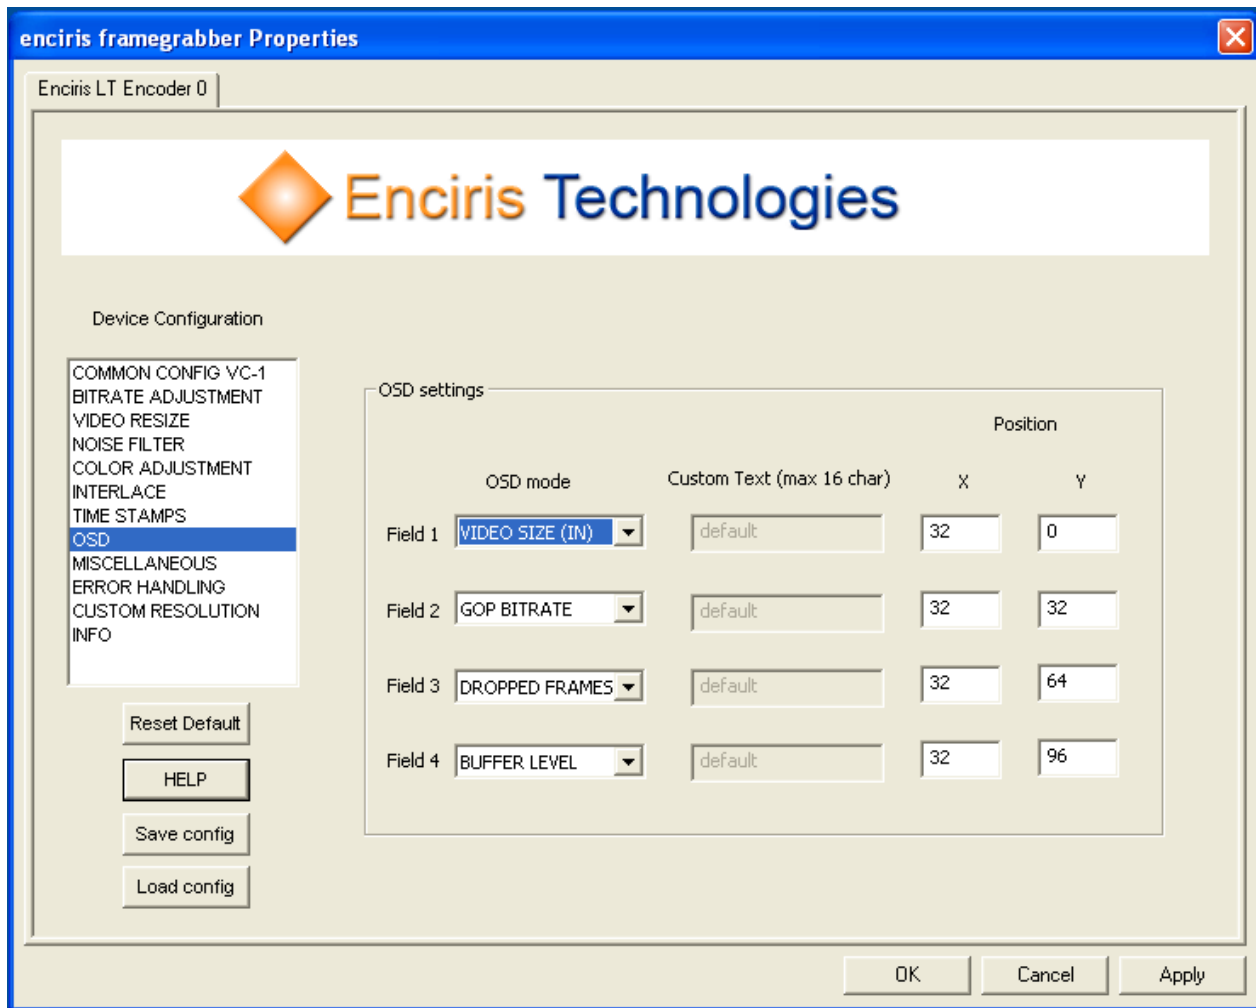 enciris framegrabber Properties
Enciris LT Encoder 0
Enciris Technologies
Device Configuration
COMMON CONFIG VC-1
BITRATE ADJUSTMENT
VIDEO RESIZE
NOISE FILTER
COLOR ADJUSTMENT
INTERLACE
TIME STAMPS
OSD
MISCELLANEOUS
ERROR HANDLING
CUSTOM RESOLUTION
INFO
Reset Default
HELP
Save config
Load config
OSD settings
Position
OSD mode Custom Text (max 16 char) X Y
Field 1 VIDEO SIZE (IN) default 32 0
Field 2 GOP BITRATE default 32 32
Field 3 DROPPED FRAMES default 32 64
Field 4 BUFFER LEVEL default 32 96
OK Cancel Apply